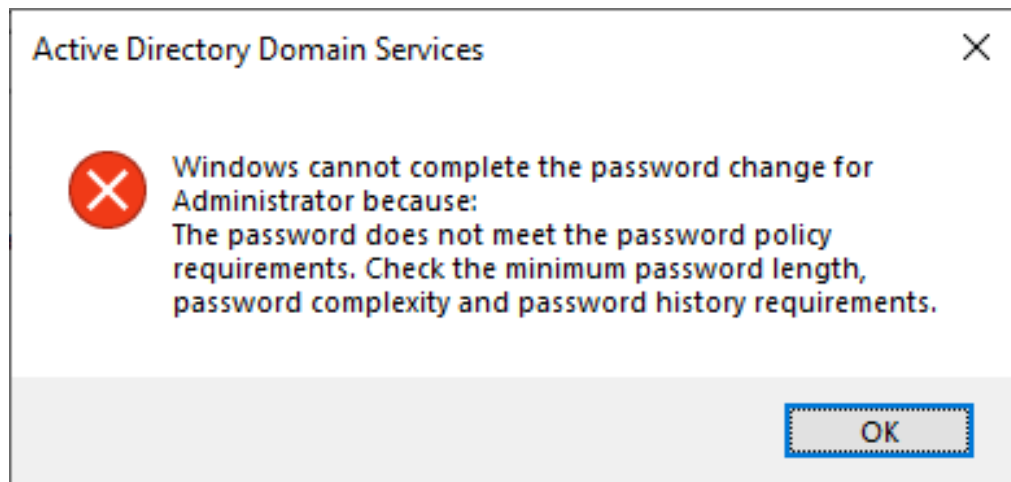 Active Directory Domain Services
Windows cannot complete the password change for
Administrator because:
The password does not meet the password policy
requirements. Check the minimum password length,
password complexity and password history requirements.
OK